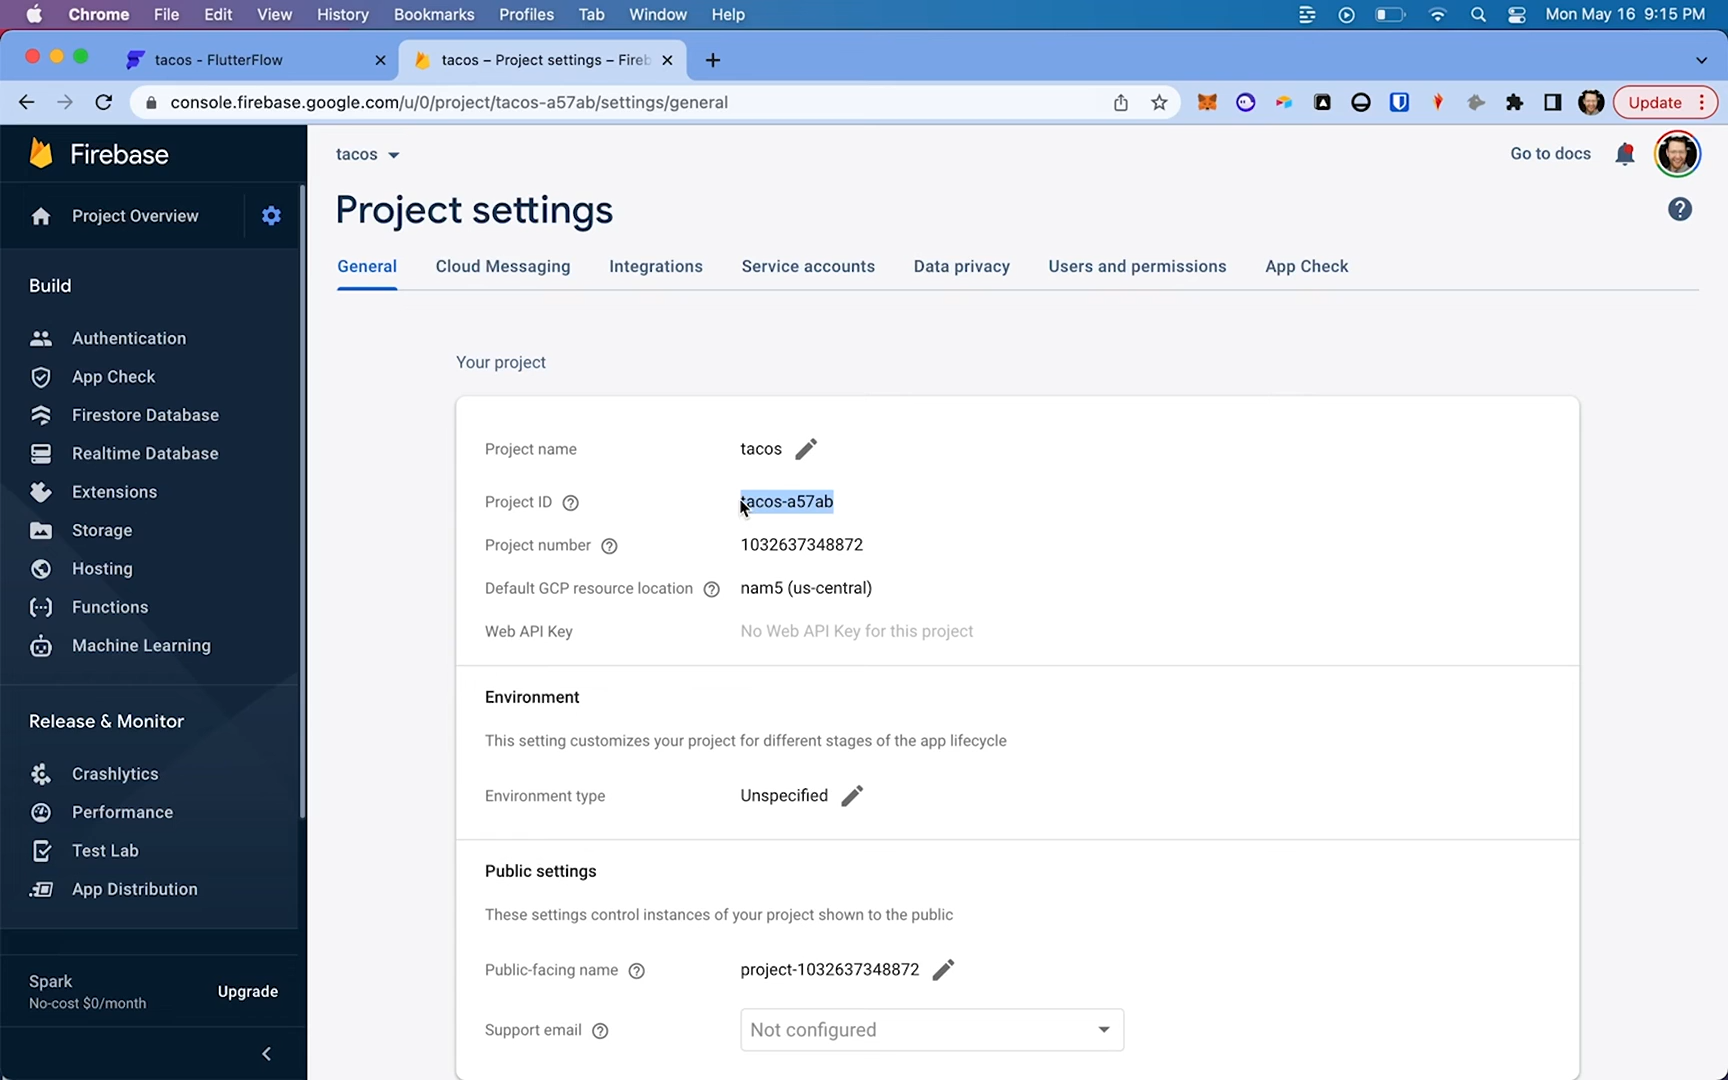 Chrome File Edit View History Bookmarks Profiles Tab Window Help Mon May 16 9:15 PM
tacos - FlutterFlow tacos – Project settings – Fireb
console.firebase.google.com/u/0/project/tacos-a57ab/settings/general Update
Firebase
Project Overview
Build
Authentication
App Check
Firestore Database
Realtime Database
Extensions
Storage
Hosting
Functions
Machine Learning
Release & Monitor
Crashlytics
Performance
Test Lab
App Distribution
Spark
No-cost $0/month
Upgrade
tacos
Go to docs
Project settings
General Cloud Messaging Integrations Service accounts Data privacy Users and permissions App Check
Your project
Project name tacos
Project ID tacos-a57ab
Project number 1032637348872
Default GCP resource location nam5 (us-central)
Web API Key No Web API Key for this project
Environment
This setting customizes your project for different stages of the app lifecycle
Environment type Unspecified
Public settings
These settings control instances of your project shown to the public
Public-facing name project-1032637348872
Support email Not configured